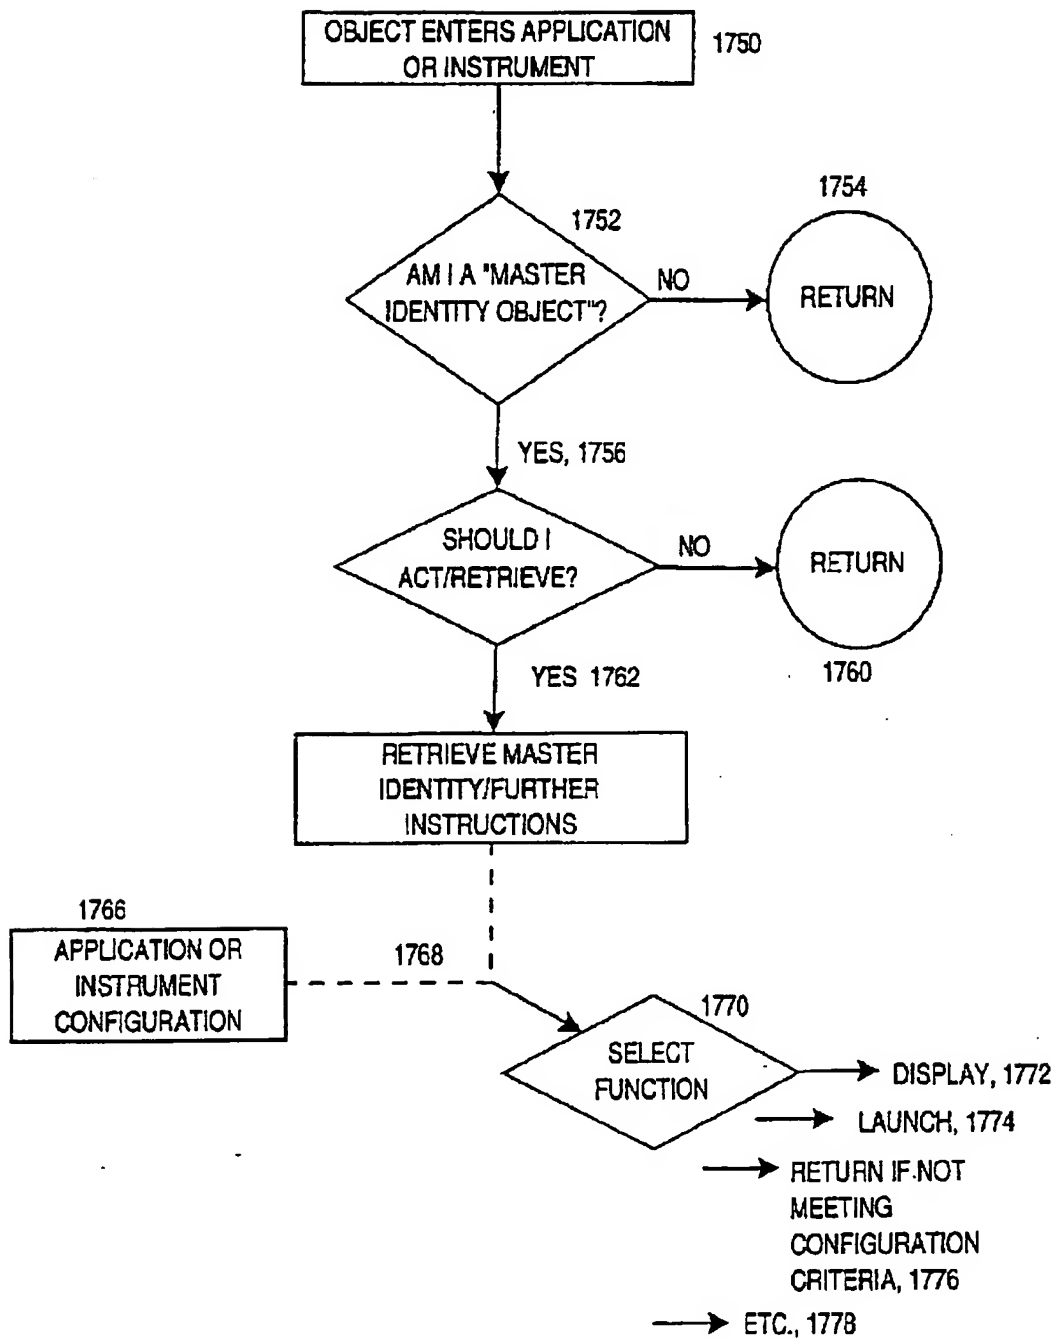 OBJECT ENTERS APPLICATION
OR INSTRUMENT
1750
1752
AM I A "MASTER
IDENTITY OBJECT"?
NO
1754
RETURN
YES, 1756
SHOULD I
ACT/RETRIEVE?
NO
RETURN
1760
YES 1762
RETRIEVE MASTER
IDENTITY/FURTHER
INSTRUCTIONS
1766
APPLICATION OR
INSTRUMENT
CONFIGURATION
1768
1770
SELECT
FUNCTION
DISPLAY, 1772
LAUNCH, 1774
RETURN IF NOT
MEETING
CONFIGURATION
CRITERIA, 1776
ETC., 1778